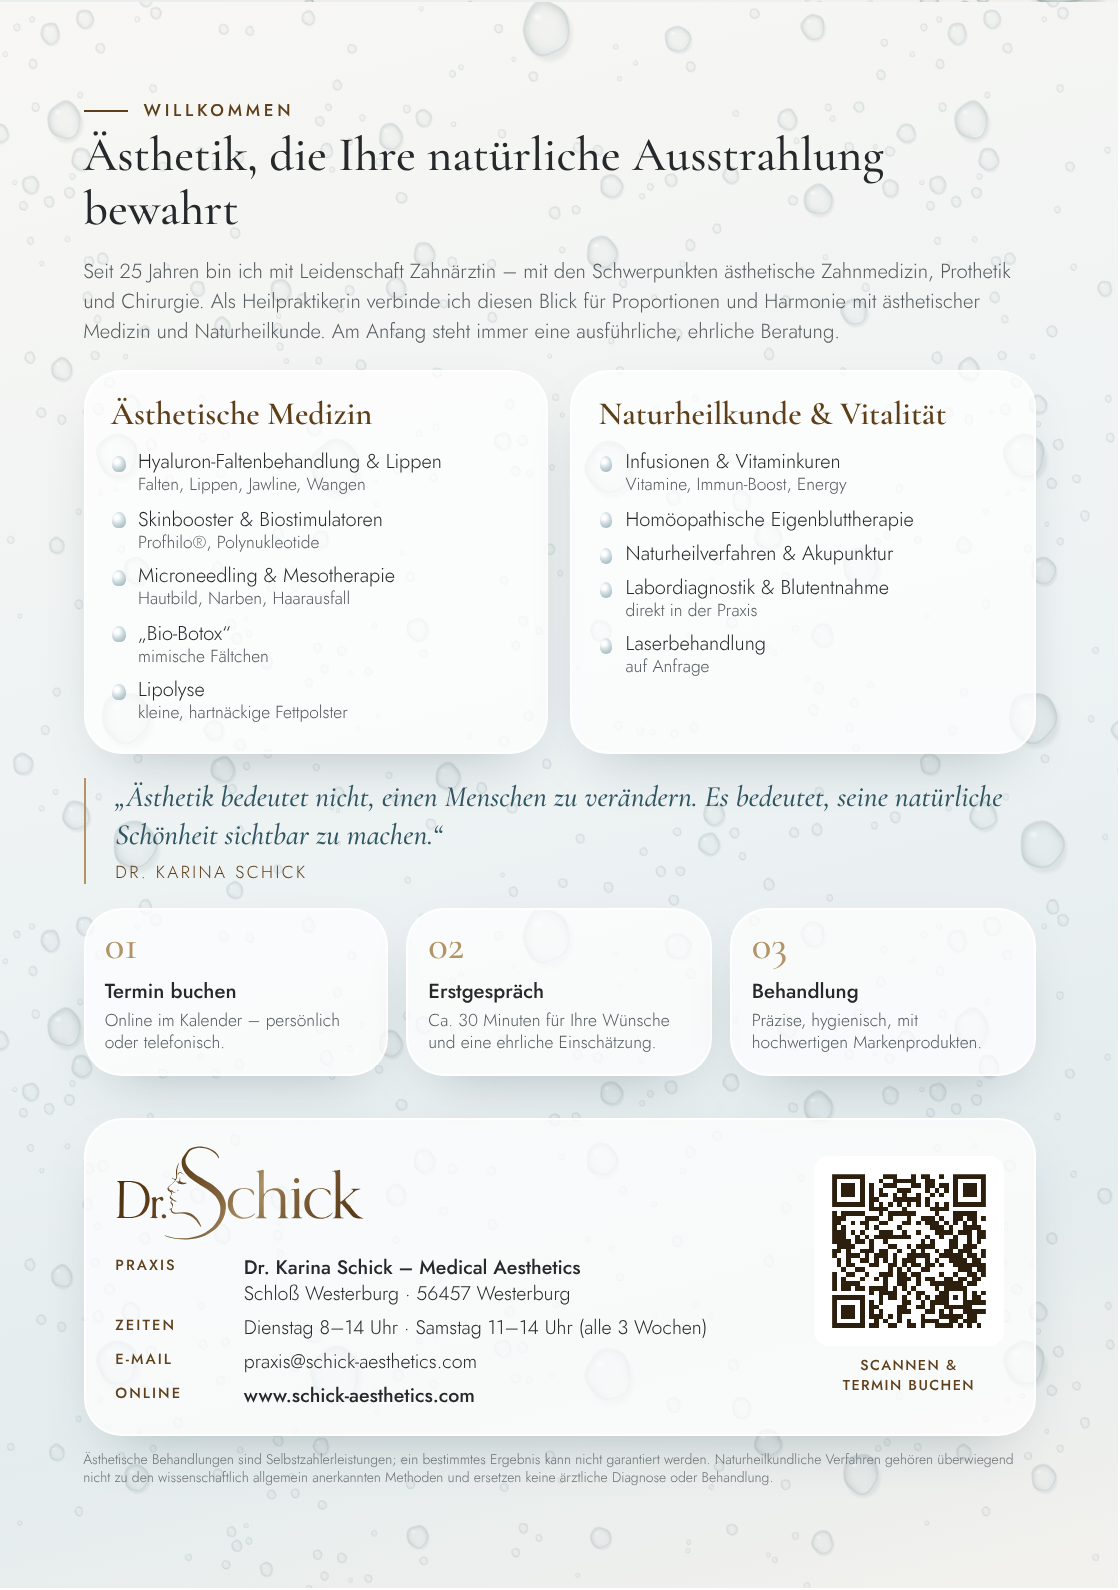 WILLKOMMEN
Ästhetik, die Ihre natürliche Ausstrahlung
bewahrt
Seit 25 Jahren bin ich mit Leidenschaft Zahnärztin – mit den Schwerpunkten ästhetische Zahnmedizin, Prothetik
und Chirurgie. Als Heilpraktikerin verbinde ich diesen Blick für Proportionen und Harmonie mit ästhetischer
Medizin und Naturheilkunde. Am Anfang steht immer eine ausführliche, ehrliche Beratung.
Ästhetische Medizin
Hyaluron-Faltenbehandlung & Lippen
Falten, Lippen, Jawline, Wangen
Skinbooster & Biostimulatoren
Profhilo®, Polynukleotide
Microneedling & Mesotherapie
Hautbild, Narben, Haarausfall
„Bio-Botox“
mimische Fältchen
Lipolyse
kleine, hartnäckige Fettpolster
Naturheilkunde & Vitalität
Infusionen & Vitaminkuren
Vitamine, Immun-Boost, Energy
Homöopathische Eigenbluttherapie
Naturheilverfahren & Akupunktur
Labordiagnostik & Blutentnahme
direkt in der Praxis
Laserbehandlung
auf Anfrage
„Ästhetik bedeutet nicht, einen Menschen zu verändern. Es bedeutet, seine natürliche
Schönheit sichtbar zu machen.“
DR. KARINA SCHICK
01
Termin buchen
Online im Kalender – persönlich
oder telefonisch.
02
Erstgespräch
Ca. 30 Minuten für Ihre Wünsche
und eine ehrliche Einschätzung.
03
Behandlung
Präzise, hygienisch, mit
hochwertigen Markenprodukten.
Dr. Schick
PRAXIS Dr. Karina Schick – Medical Aesthetics
Schloß Westerburg · 56457 Westerburg
ZEITEN Dienstag 8–14 Uhr · Samstag 11–14 Uhr (alle 3 Wochen)
E-MAIL praxis@schick-aesthetics.com
ONLINE www.schick-aesthetics.com
SCANNEN &
TERMIN BUCHEN
Ästhetische Behandlungen sind Selbstzahlerleistungen; ein bestimmtes Ergebnis kann nicht garantiert werden. Naturheilkundliche Verfahren gehören überwiegend
nicht zu den wissenschaftlich allgemein anerkannten Methoden und ersetzen keine ärztliche Diagnose oder Behandlung.